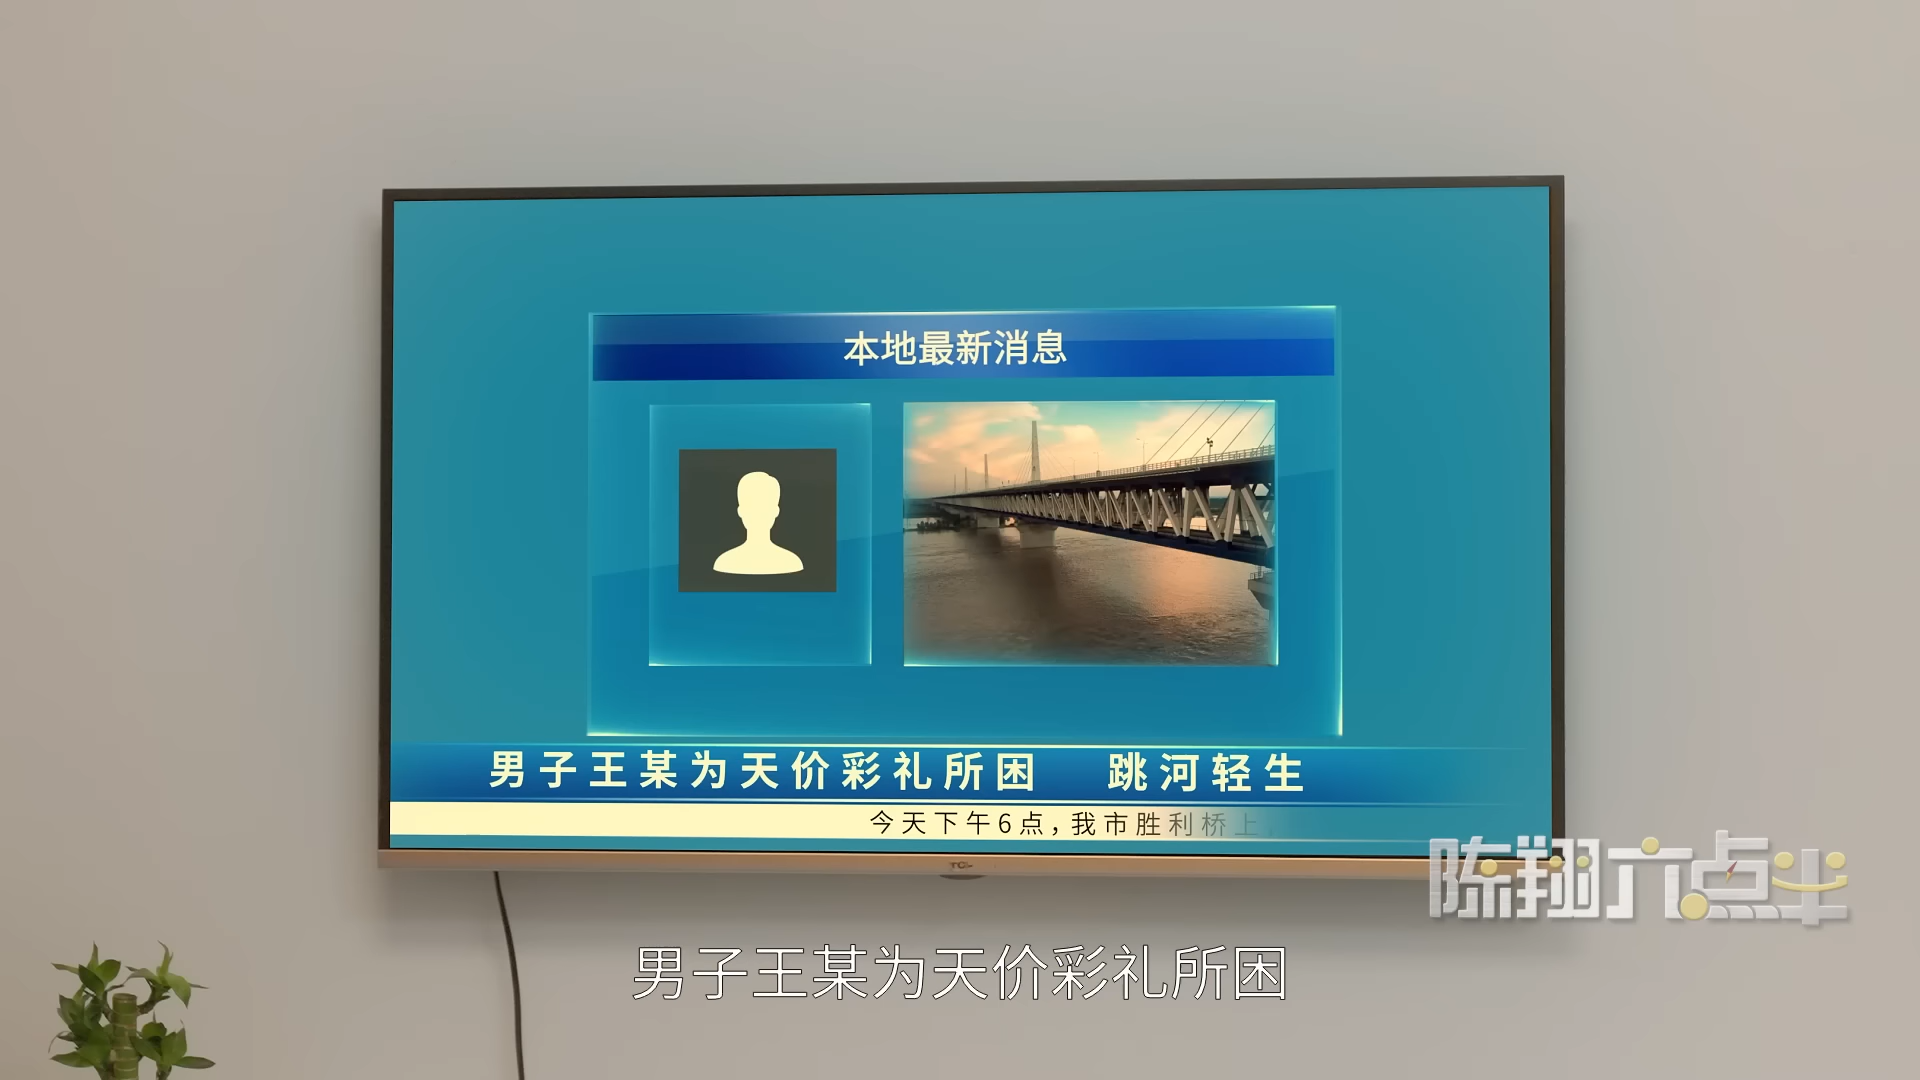 本地最新消息
男子王某为天价彩礼所困 跳河轻生
今天下午6点，我市胜利桥上
TCL
陈翔六点半
男子王某为天价彩礼所困